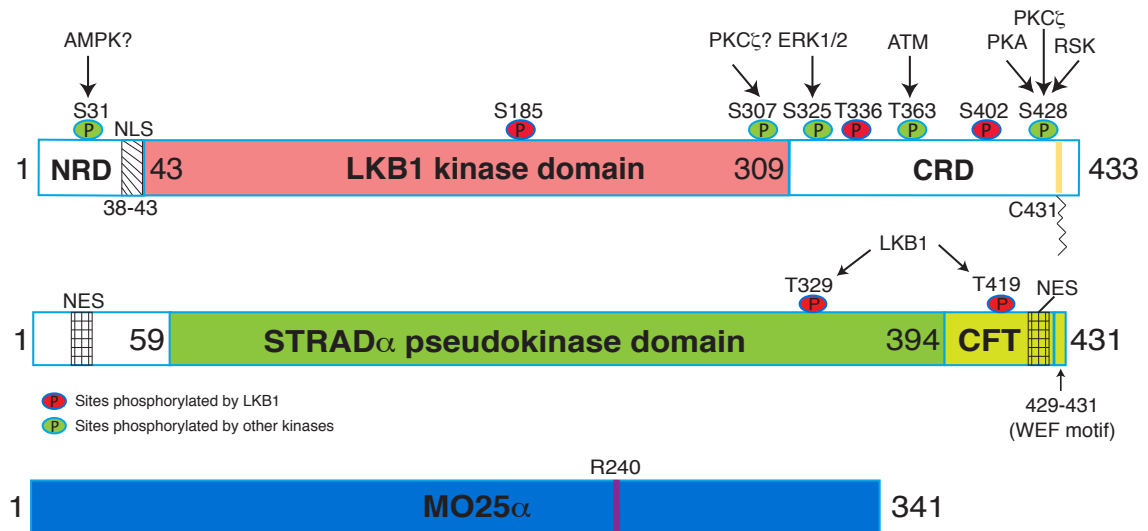 PKCζ
AMPK? PKCζ? ERK1/2 ATM PKA RSK
S31 NLS S185 S307 S325 T336 T363 S402 S428
P P P P P P P P
1 NRD 43 LKB1 kinase domain 309 CRD 433
38-43 C431
LKB1
NES T329 T419 NES
P P
1 59 STRADα pseudokinase domain 394 CFT 431
P Sites phosphorylated by LKB1
P Sites phosphorylated by other kinases
429-431
(WEF motif)
R240
1 MO25α 341